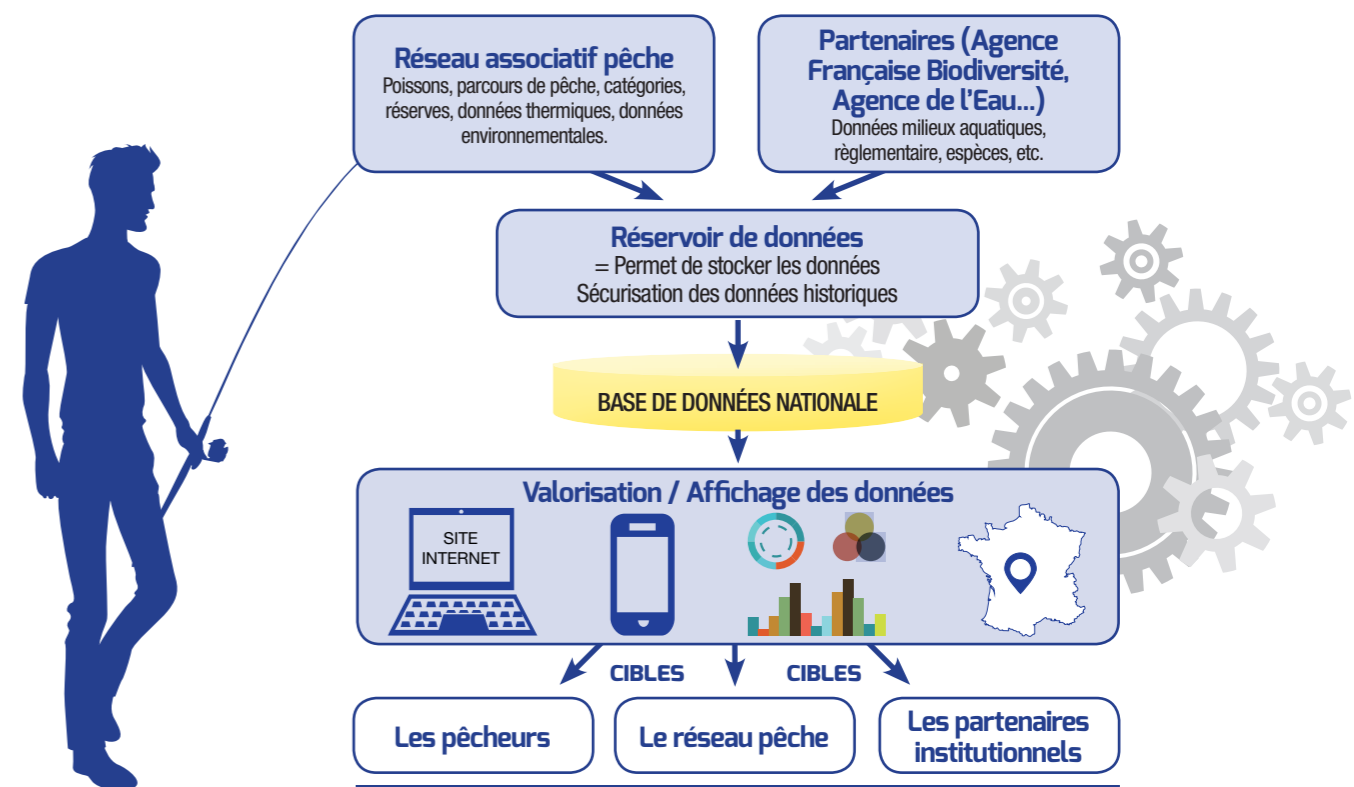 Réseau associatif pêche
Poissons, parcours de pêche, catégories,
réserves, données thermiques, données
environnementales.
Partenaires (Agence
Française Biodiversité,
Agence de l'Eau...)
Données milieux aquatiques,
règlementaire, espèces, etc.
Réservoir de données
= Permet de stocker les données
Sécurisation des données historiques
BASE DE DONNÉES NATIONALE
Valorisation / Affichage des données
SITE
INTERNET
CIBLES
CIBLES
Les pêcheurs
Le réseau pêche
Les partenaires
institutionnels